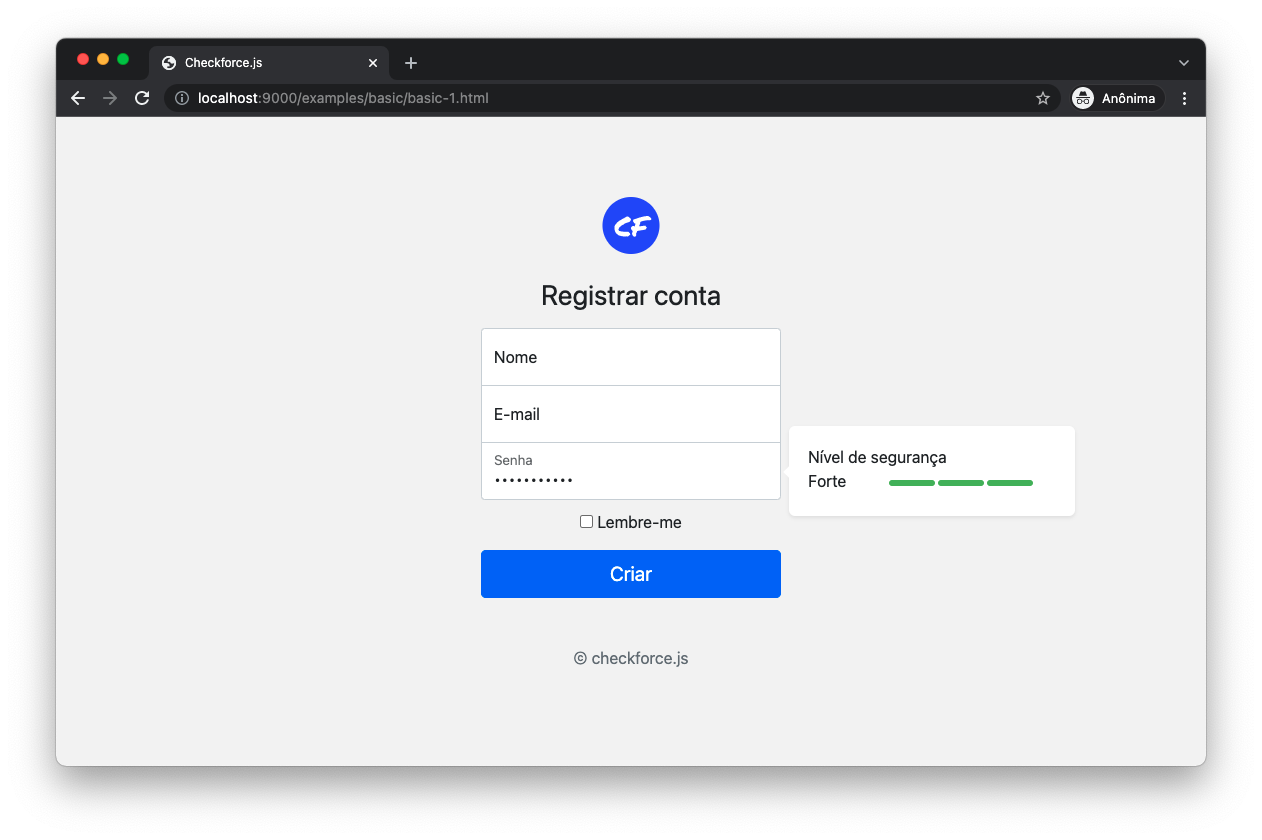 Checkforce.js
localhost:9000/examples/basic/basic-1.html
Anônima
CF
Registrar conta
Nome
E-mail
Senha
•••••••••••
Nível de segurança
Forte
Lembre-me
Criar
© checkforce.js